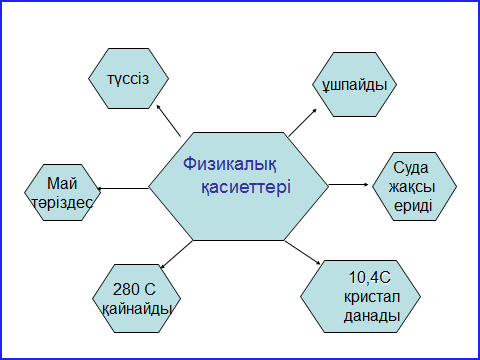 түссіз
ұшпайды
Физикалық
қасиеттері
Май
тәріздес
Суда
жақсы
ериді
280 С
қайнайды
10,4С
кристал
данады